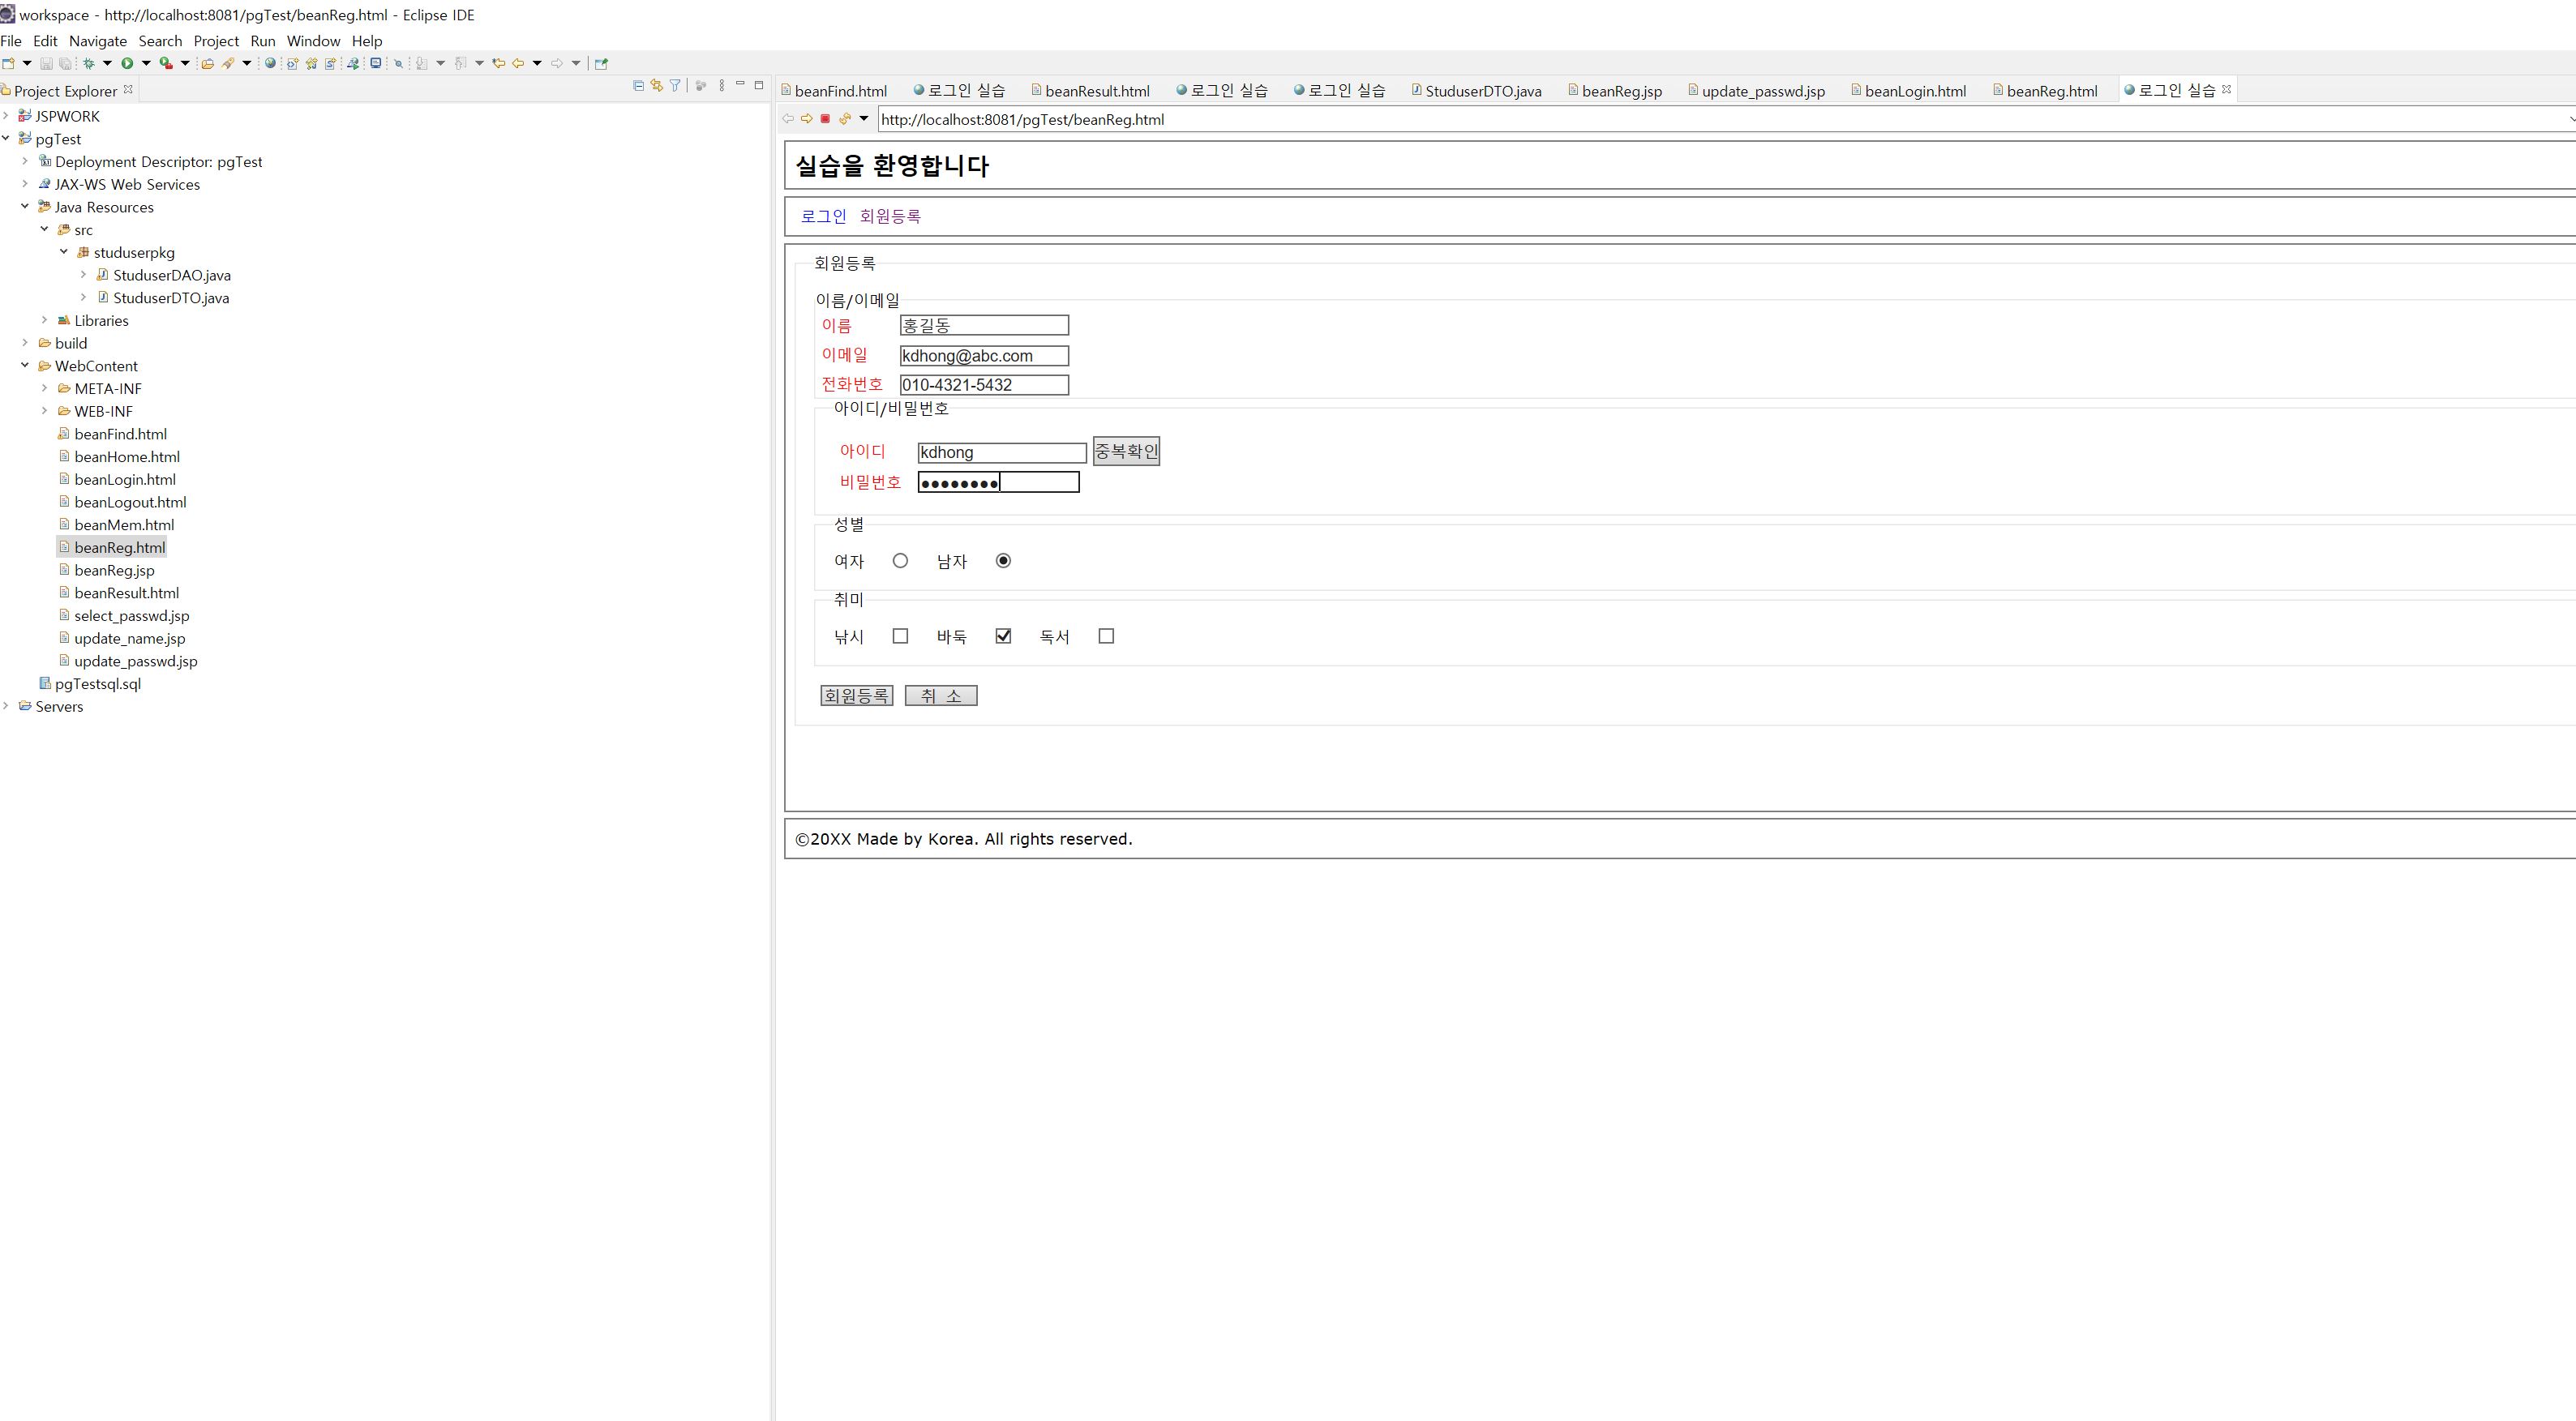 workspace - http://localhost:8081/pgTest/beanReg.html - Eclipse IDE
File Edit Navigate Search Project Run Window Help
Project Explorer
JSPWORK
pgTest
Deployment Descriptor: pgTest
JAX-WS Web Services
Java Resources
src
studuserpkg
StuduserDAO.java
StuduserDTO.java
Libraries
build
WebContent
META-INF
WEB-INF
beanFind.html
beanHome.html
beanLogin.html
beanLogout.html
beanMem.html
beanReg.html
beanReg.jsp
beanResult.html
select_passwd.jsp
update_name.jsp
update_passwd.jsp
pgTestsql.sql
Servers
beanFind.html 로그인 실습 beanResult.html 로그인 실습 로그인 실습 StuduserDTO.java beanReg.jsp update_passwd.jsp beanLogin.html beanReg.html 로그인 실습
http://localhost:8081/pgTest/beanReg.html
실습을 환영합니다
로그인 회원등록
회원등록
이름/이메일
이름 홍길동
이메일 kdhong@abc.com
전화번호 010-4321-5432
아이디/비밀번호
아이디 kdhong 중복확인
비밀번호 ●●●●●●●●
성별
여자 남자
취미
낚시 바둑 독서
회원등록 취 소
©20XX Made by Korea. All rights reserved.